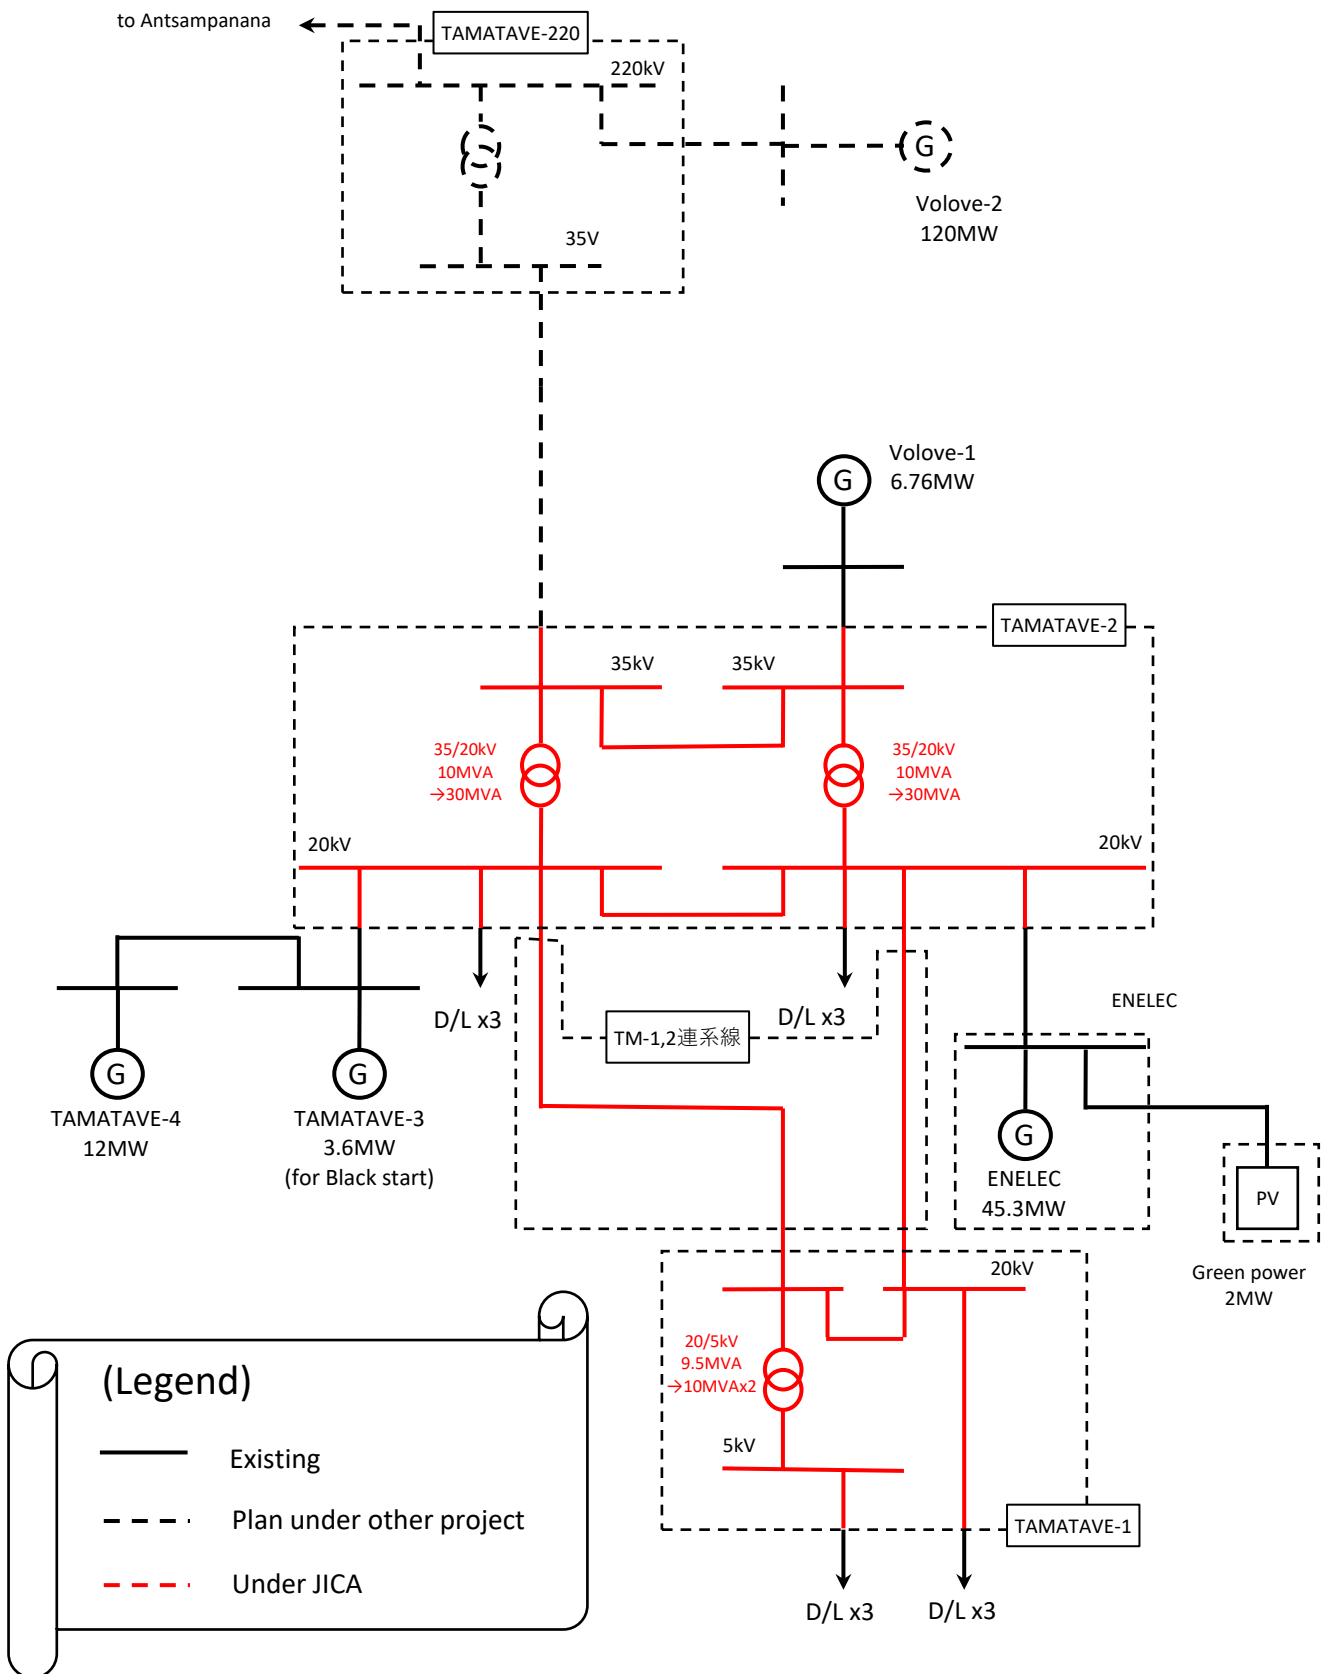 to Antsampanana
TAMATAVE-220
220kV
G
Volove-2
120MW
35V
Volove-1
6.76MW
G
TAMATAVE-2
35kV
35kV
35/20kV
10MVA
→30MVA
35/20kV
10MVA
→30MVA
20kV
20kV
D/L x3
D/L x3
TM-1,2連系線
ENELEC
G
TAMATAVE-4
12MW
G
TAMATAVE-3
3.6MW
(for Black start)
G
ENELEC
45.3MW
PV
Green power
2MW
20kV
20/5kV
9.5MVA
→10MVAx2
5kV
TAMATAVE-1
D/L x3
D/L x3
(Legend)
Existing
Plan under other project
Under JICA